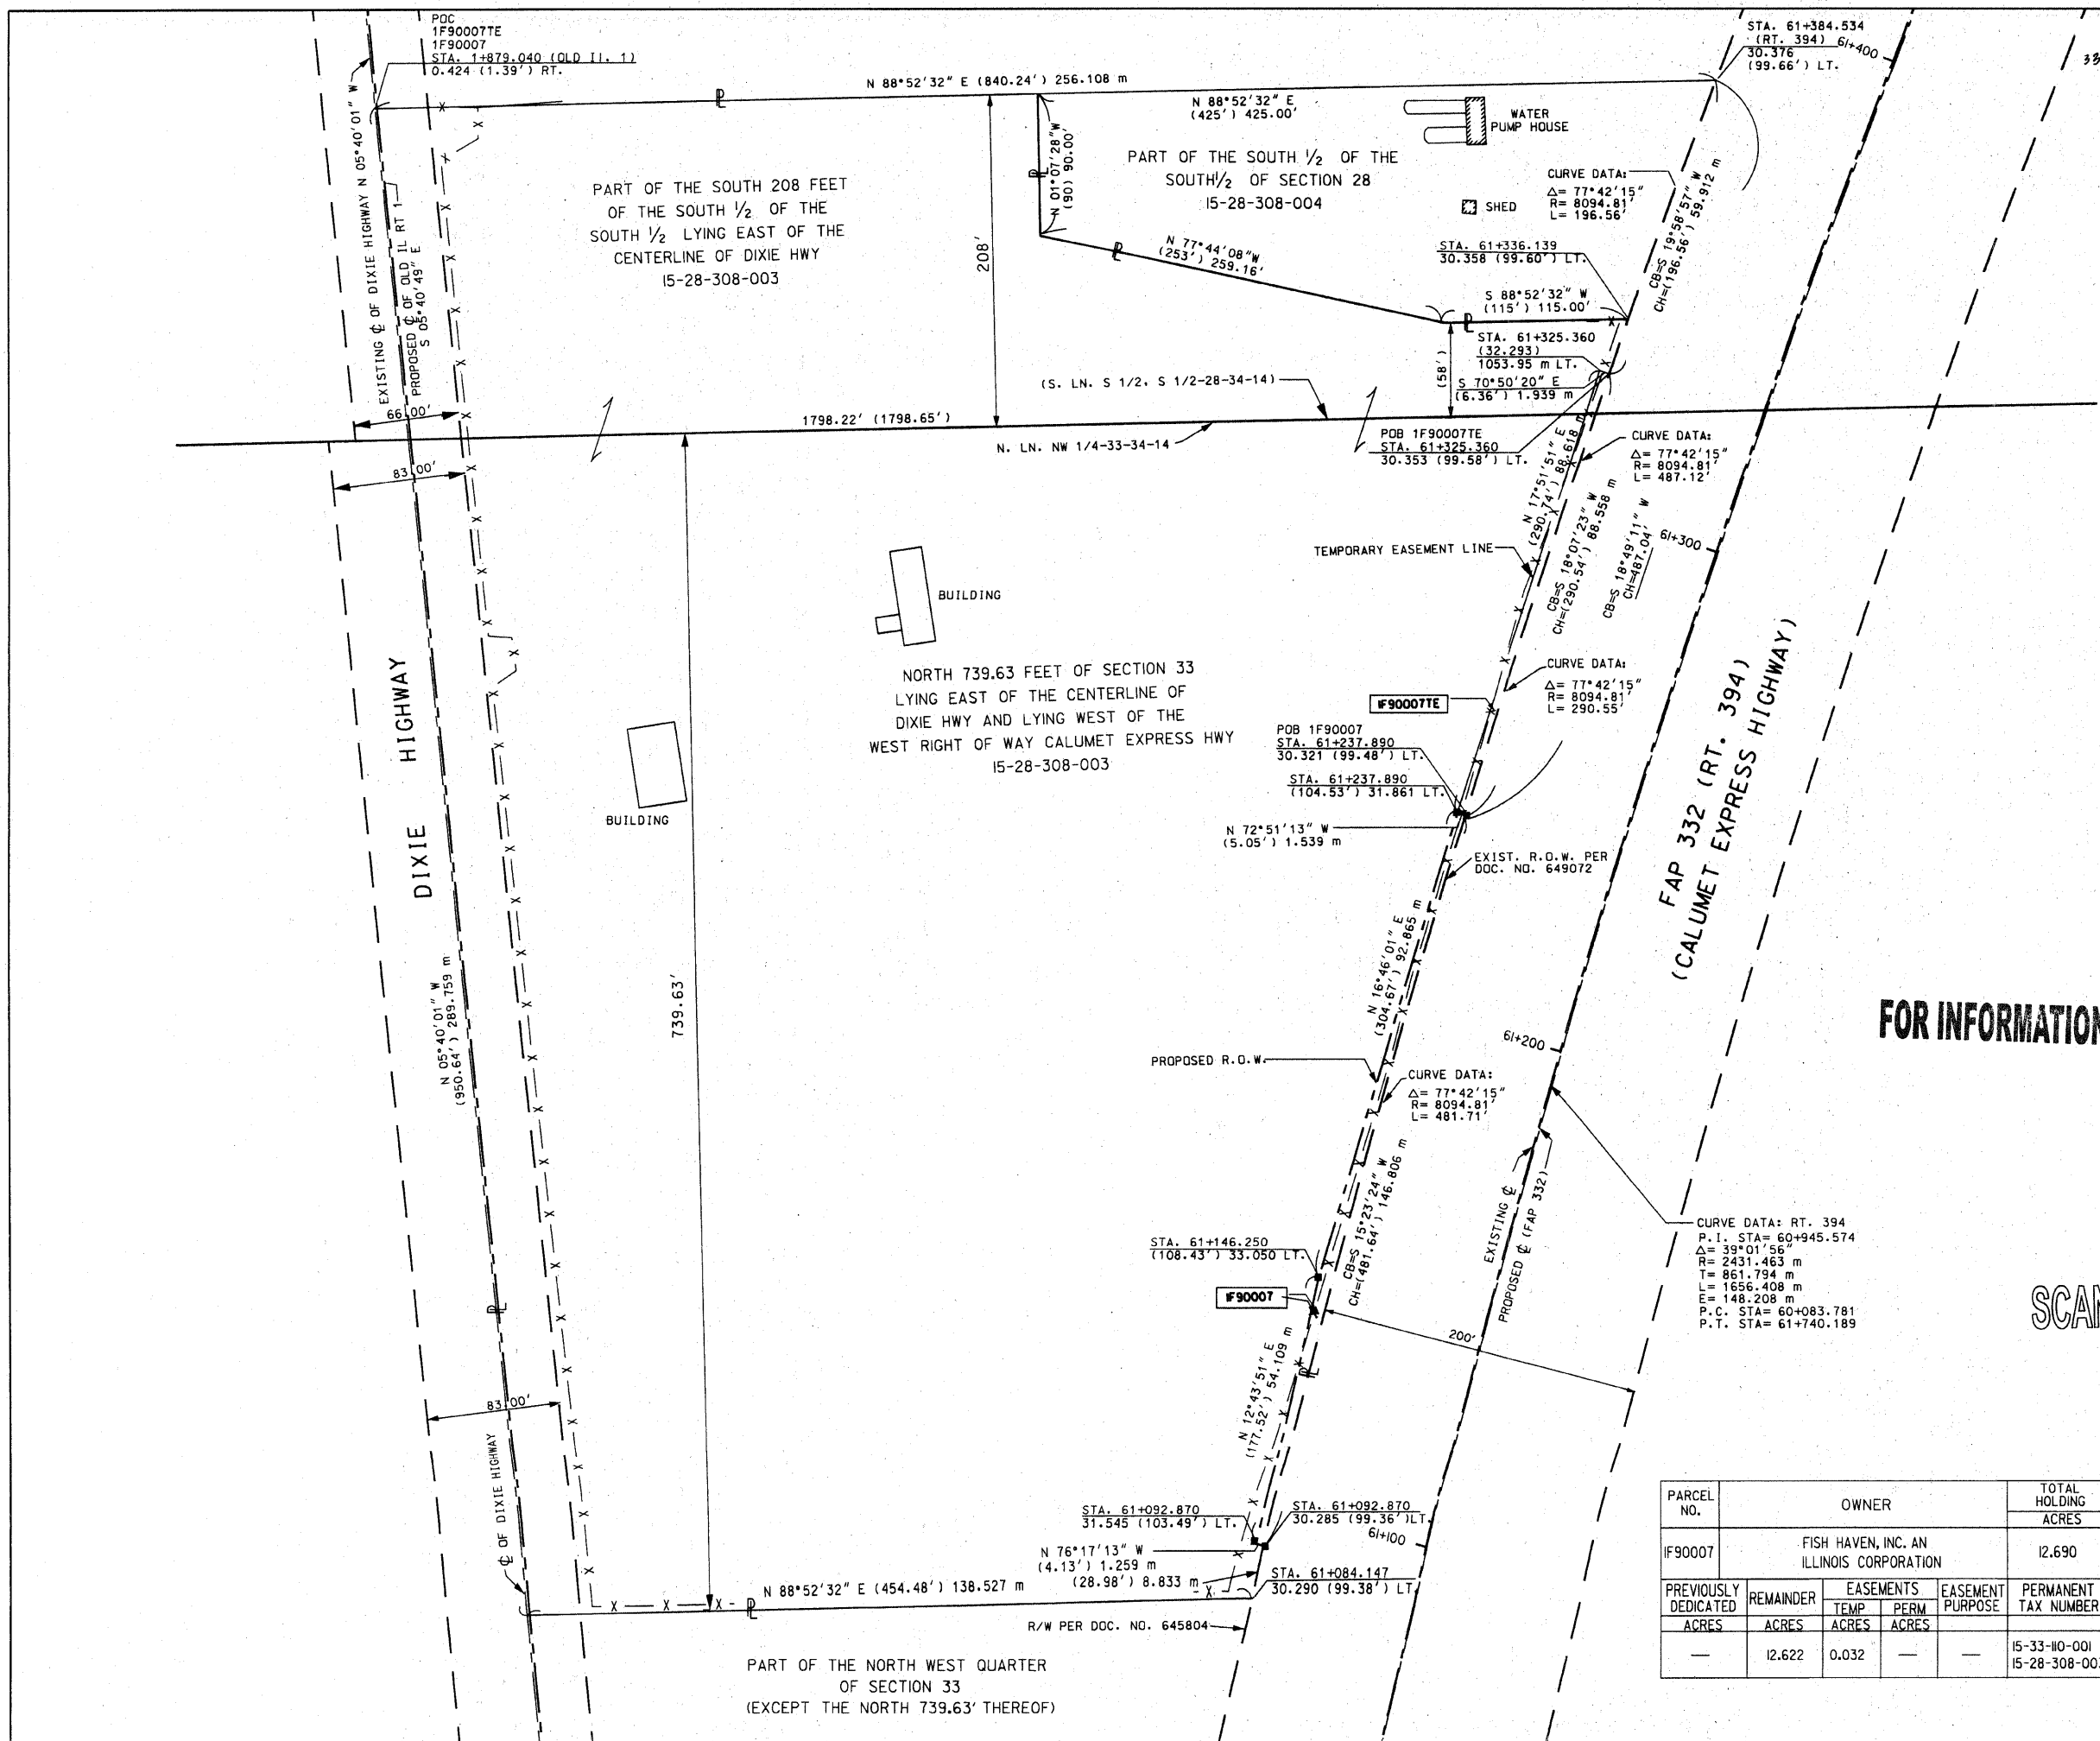 POC
1F90007TE
1F90007
STA. 1+879.040 (OLD Il. 1)
0.424 (1.39') RT.
N 88°52'32" E (840.24') 256.108 m
STA. 61+384.534
(RT. 394)
30.376
(99.66') LT.
61+400
33
N 88°52'32" E
(425') 425.00'
WATER
PUMP HOUSE
EXISTING ℄ OF DIXIE HIGHWAY N 05°40'01" W
PROPOSED ℄ OF OLD IL RT 1
S 05°40'49" E
PART OF THE SOUTH 208 FEET
OF THE SOUTH 1/2 OF THE
SOUTH 1/2 LYING EAST OF THE
CENTERLINE OF DIXIE HWY
15-28-308-003
208'
N 01°07'28"W
(90) 90.00'
PART OF THE SOUTH 1/2 OF THE
SOUTH 1/2 OF SECTION 28
15-28-308-004
SHED
CURVE DATA:
Δ= 77°42'15"
R= 8094.81'
L= 196.56'
CB=S 19°58'57" W
CH=(196.56') 59.912 m
N 77°44'08"W
(253') 259.16'
STA. 61+336.139
30.358 (99.60') LT.
S 88°52'32" W
(115') 115.00'
STA. 61+325.360
(32.293)
1053.95 m LT.
S 70°50'20" E
(6.36') 1.939 m
(58')
(S. LN. S 1/2, S 1/2-28-34-14)
66.00'
1798.22' (1798.65')
N. LN. NW 1/4-33-34-14
POB 1F90007TE
STA. 61+325.360
30.353 (99.58') LT.
CURVE DATA:
Δ= 77°42'15"
R= 8094.81'
L= 487.12'
83.00'
N 17°51'51" E
(290.74') 88.618 m
CB=S 18°07'23" W
CH=(290.54') 88.558 m
CB=S 18°49'11" W
CH=487.04'
61+300
TEMPORARY EASEMENT LINE
BUILDING
NORTH 739.63 FEET OF SECTION 33
LYING EAST OF THE CENTERLINE OF
DIXIE HWY AND LYING WEST OF THE
WEST RIGHT OF WAY CALUMET EXPRESS HWY
15-28-308-003
CURVE DATA:
Δ= 77°42'15"
R= 8094.81'
L= 290.55'
1F90007TE
POB 1F90007
STA. 61+237.890
30.321 (99.48') LT.
STA. 61+237.890
(104.53') 31.861 LT.
N 72°51'13" W
(5.05') 1.539 m
EXIST. R.O.W. PER
DOC. NO. 649072
BUILDING
DIXIE HIGHWAY
FAP 332 (RT. 394)
(CALUMET EXPRESS HIGHWAY)
N 05°40'01" W
(950.64') 289.759 m
739.63'
N 16°46'01" E
(304.67') 92.865 m
FOR INFORMATION
61+200
PROPOSED R.O.W.
CURVE DATA:
Δ= 77°42'15"
R= 8094.81'
L= 481.71'
CB=S 15°23'24" W
CH=(481.64') 146.806 m
EXISTING ℄
PROPOSED ℄ (FAP 332)
STA. 61+146.250
(108.43') 33.050 LT.
1F90007
CURVE DATA: RT. 394
P.I. STA= 60+945.574
Δ= 39°01'56"
R= 2431.463 m
T= 861.794 m
L= 1656.408 m
E= 148.208 m
P.C. STA= 60+083.781
P.T. STA= 61+740.189
200'
N 12°43'51" E
(177.52') 54.109 m
83.00'
℄ OF DIXIE HIGHWAY
STA. 61+092.870
31.545 (103.49') LT.
STA. 61+092.870
30.285 (99.36')LT.
61+100
N 76°17'13" W
(4.13') 1.259 m
(28.98') 8.833 m
STA. 61+084.147
30.290 (99.38') LT
N 88°52'32" E (454.48') 138.527 m
R/W PER DOC. NO. 645804
PART OF THE NORTH WEST QUARTER
OF SECTION 33
(EXCEPT THE NORTH 739.63' THEREOF)
PARCEL NO. OWNER TOTAL HOLDING ACRES
1F90007 FISH HAVEN, INC. AN ILLINOIS CORPORATION 12.690
PREVIOUSLY DEDICATED REMAINDER EASEMENTS EASEMENT PURPOSE PERMANENT TAX NUMBER
TEMP PERM
ACRES ACRES ACRES ACRES
— 12.622 0.032 — — 15-33-110-001
15-28-308-003